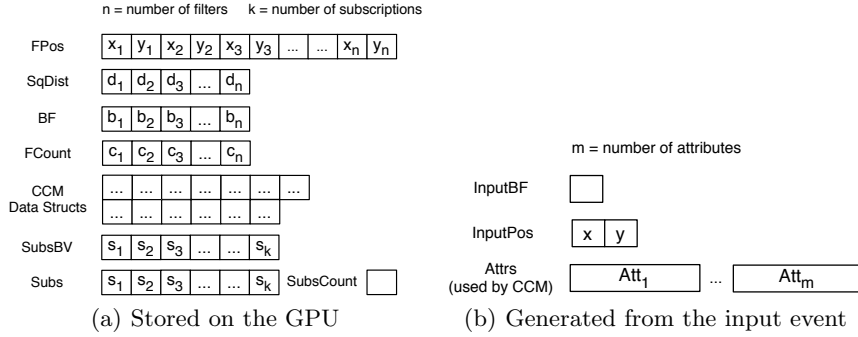 n = number of filters k = number of subscriptions
FPos x1 y1 x2 y2 x3 y3 ... ... xn yn
SqDist d1 d2 d3 ... dn
BF b1 b2 b3 ... bn
FCount c1 c2 c3 ... cn
CCM Data Structs ... ... ... ... ... ... ...
... ... ... ... ... ...
SubsBV s1 s2 s3 ... ... sk
Subs s1 s2 s3 ... ... sk SubsCount
(a) Stored on the GPU
m = number of attributes
InputBF
InputPos x y
Attrs (used by CCM) Att1 ... Attm
(b) Generated from the input event